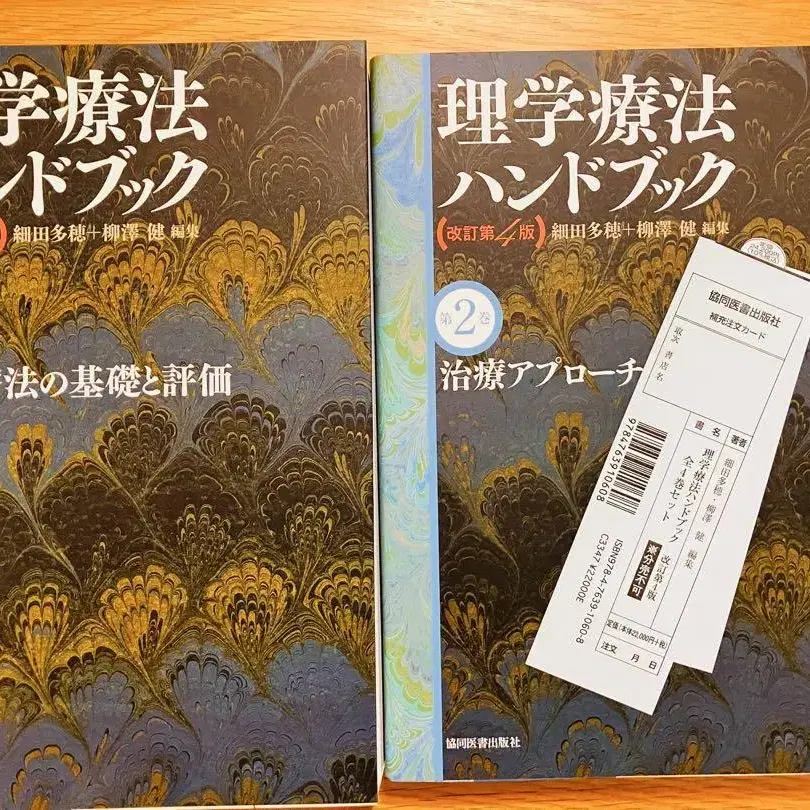 学療法
ンドブック
細田多穂+柳澤 健 編集
法の基礎と評価
理学療法
ハンドブック
(改訂第4版) 細田多穂+柳澤 健 編集
第2巻
治療アプローチ
協同医書出版社
協同医書出版社
補充注文カード
取次 書店名
書名
理学療法ハンドブック 改訂第4版
全4巻セット 分売不可
著者
細田多穂・柳澤 健 編集
9784763910608
ISBN978-4-7639-1060-8
C3347 ¥22000E
定価(本体22,000円+税)
注文 月 日